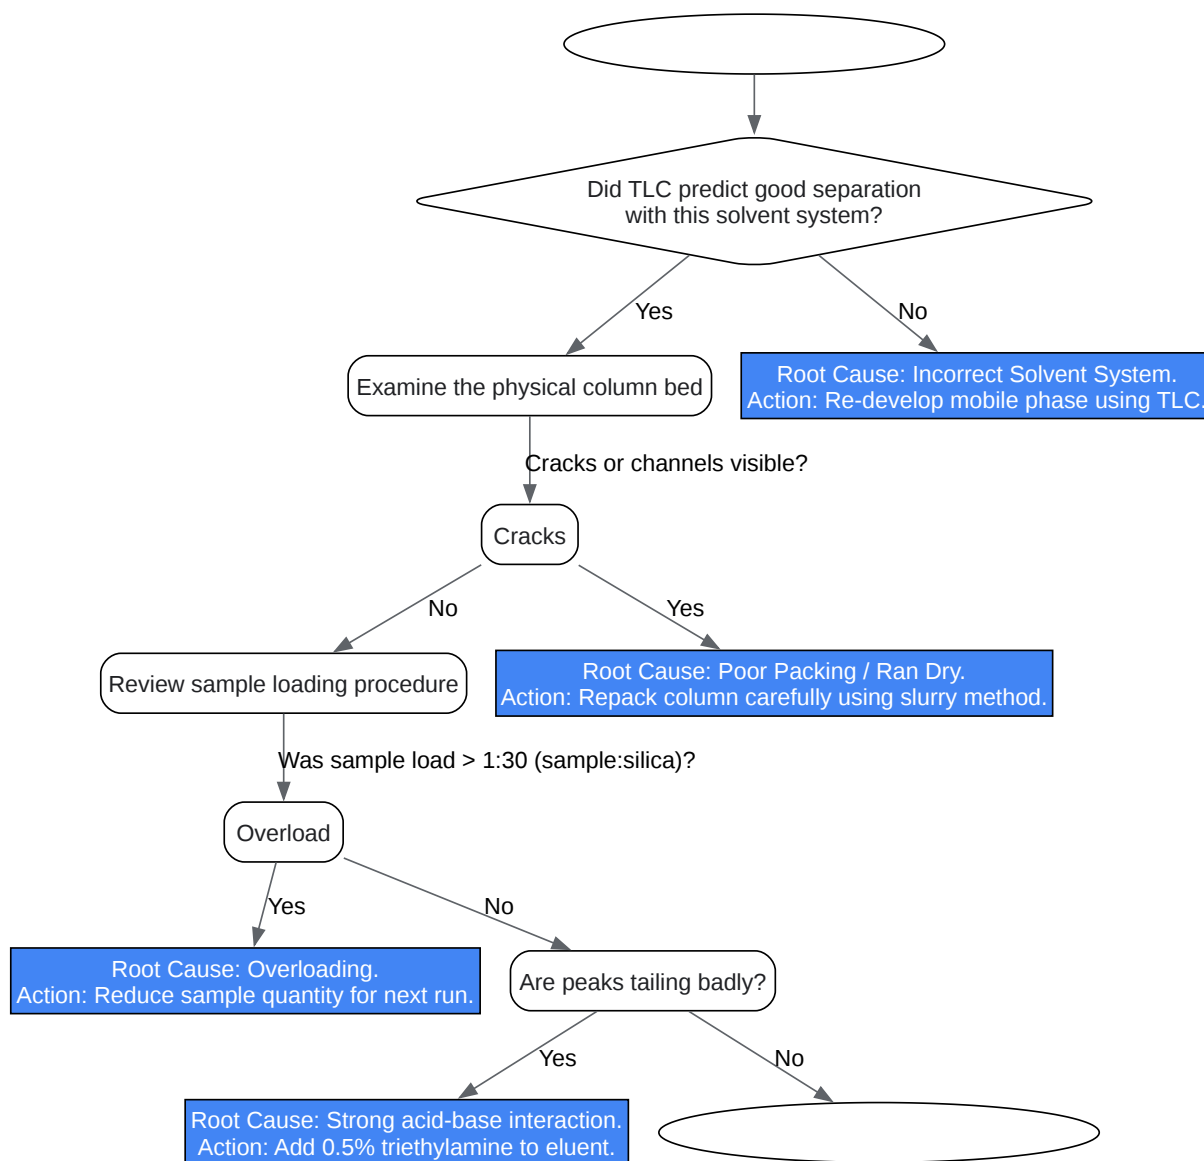 Did TLC predict good separation
with this solvent system?
Yes
No
Examine the physical column bed
Root Cause: Incorrect Solvent System.
Action: Re-develop mobile phase using TLC.
Cracks or channels visible?
Cracks
No
Yes
Review sample loading procedure
Root Cause: Poor Packing / Ran Dry.
Action: Repack column carefully using slurry method.
Was sample load > 1:30 (sample:silica)?
Overload
Yes
No
Root Cause: Overloading.
Action: Reduce sample quantity for next run.
Are peaks tailing badly?
Yes
No
Root Cause: Strong acid-base interaction.
Action: Add 0.5% triethylamine to eluent.